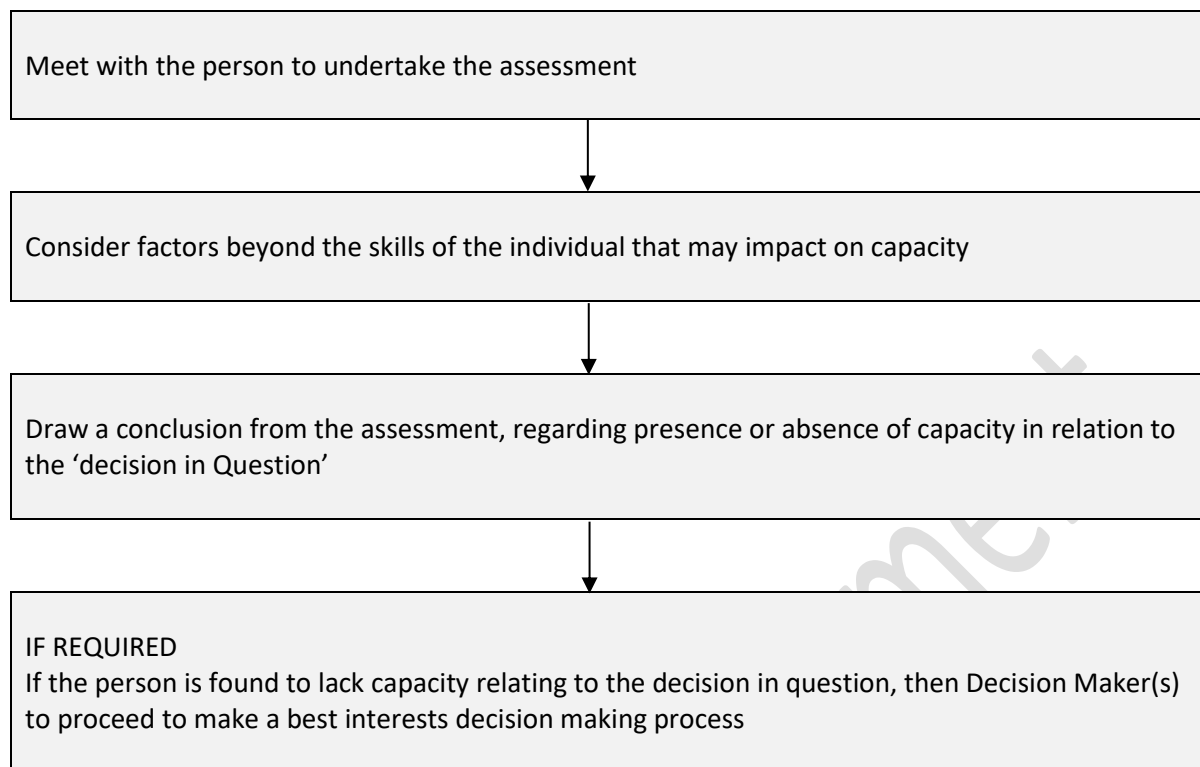 Meet with the person to undertake the assessment
Consider factors beyond the skills of the individual that may impact on capacity
Draw a conclusion from the assessment, regarding presence or absence of capacity in relation to
the ‘decision in Question’
IF REQUIRED
If the person is found to lack capacity relating to the decision in question, then Decision Maker(s)
to proceed to make a best interests decision making process